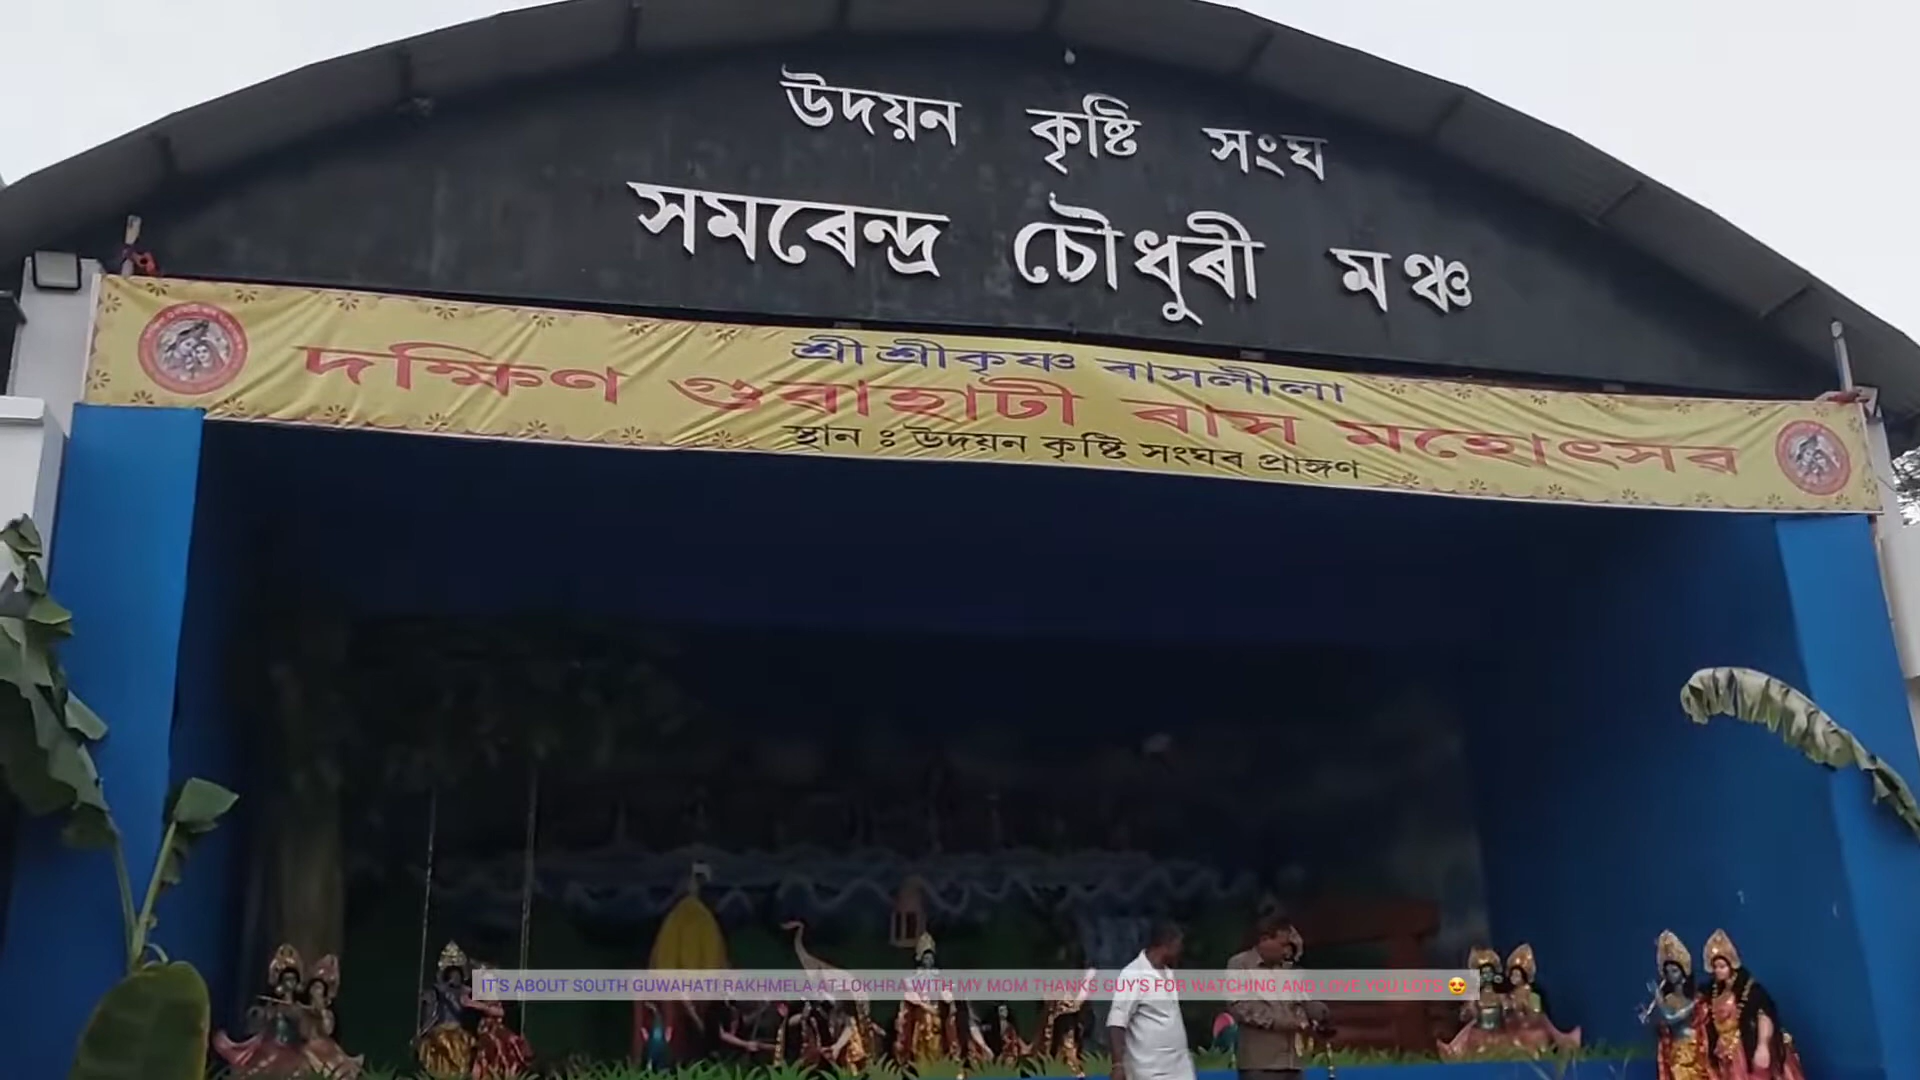 উদয়ন কৃষ্টি সংঘ
সমৰেন্দ্ৰ চৌধুৰী মঞ্চ
শ্ৰী শ্ৰীকৃষ্ণ ৰাসলীলা
দক্ষিণ গুৱাহাটী ৰাস মহোৎসৱ
স্থান ঃ উদয়ন কৃষ্টি সংঘৰ প্ৰাঙ্গণ
IT'S ABOUT SOUTH GUWAHATI RAKHMELA AT LOKHRA WITH MY MOM THANKS GUY'S FOR WATCHING AND LOVE YOU LOTS 😍